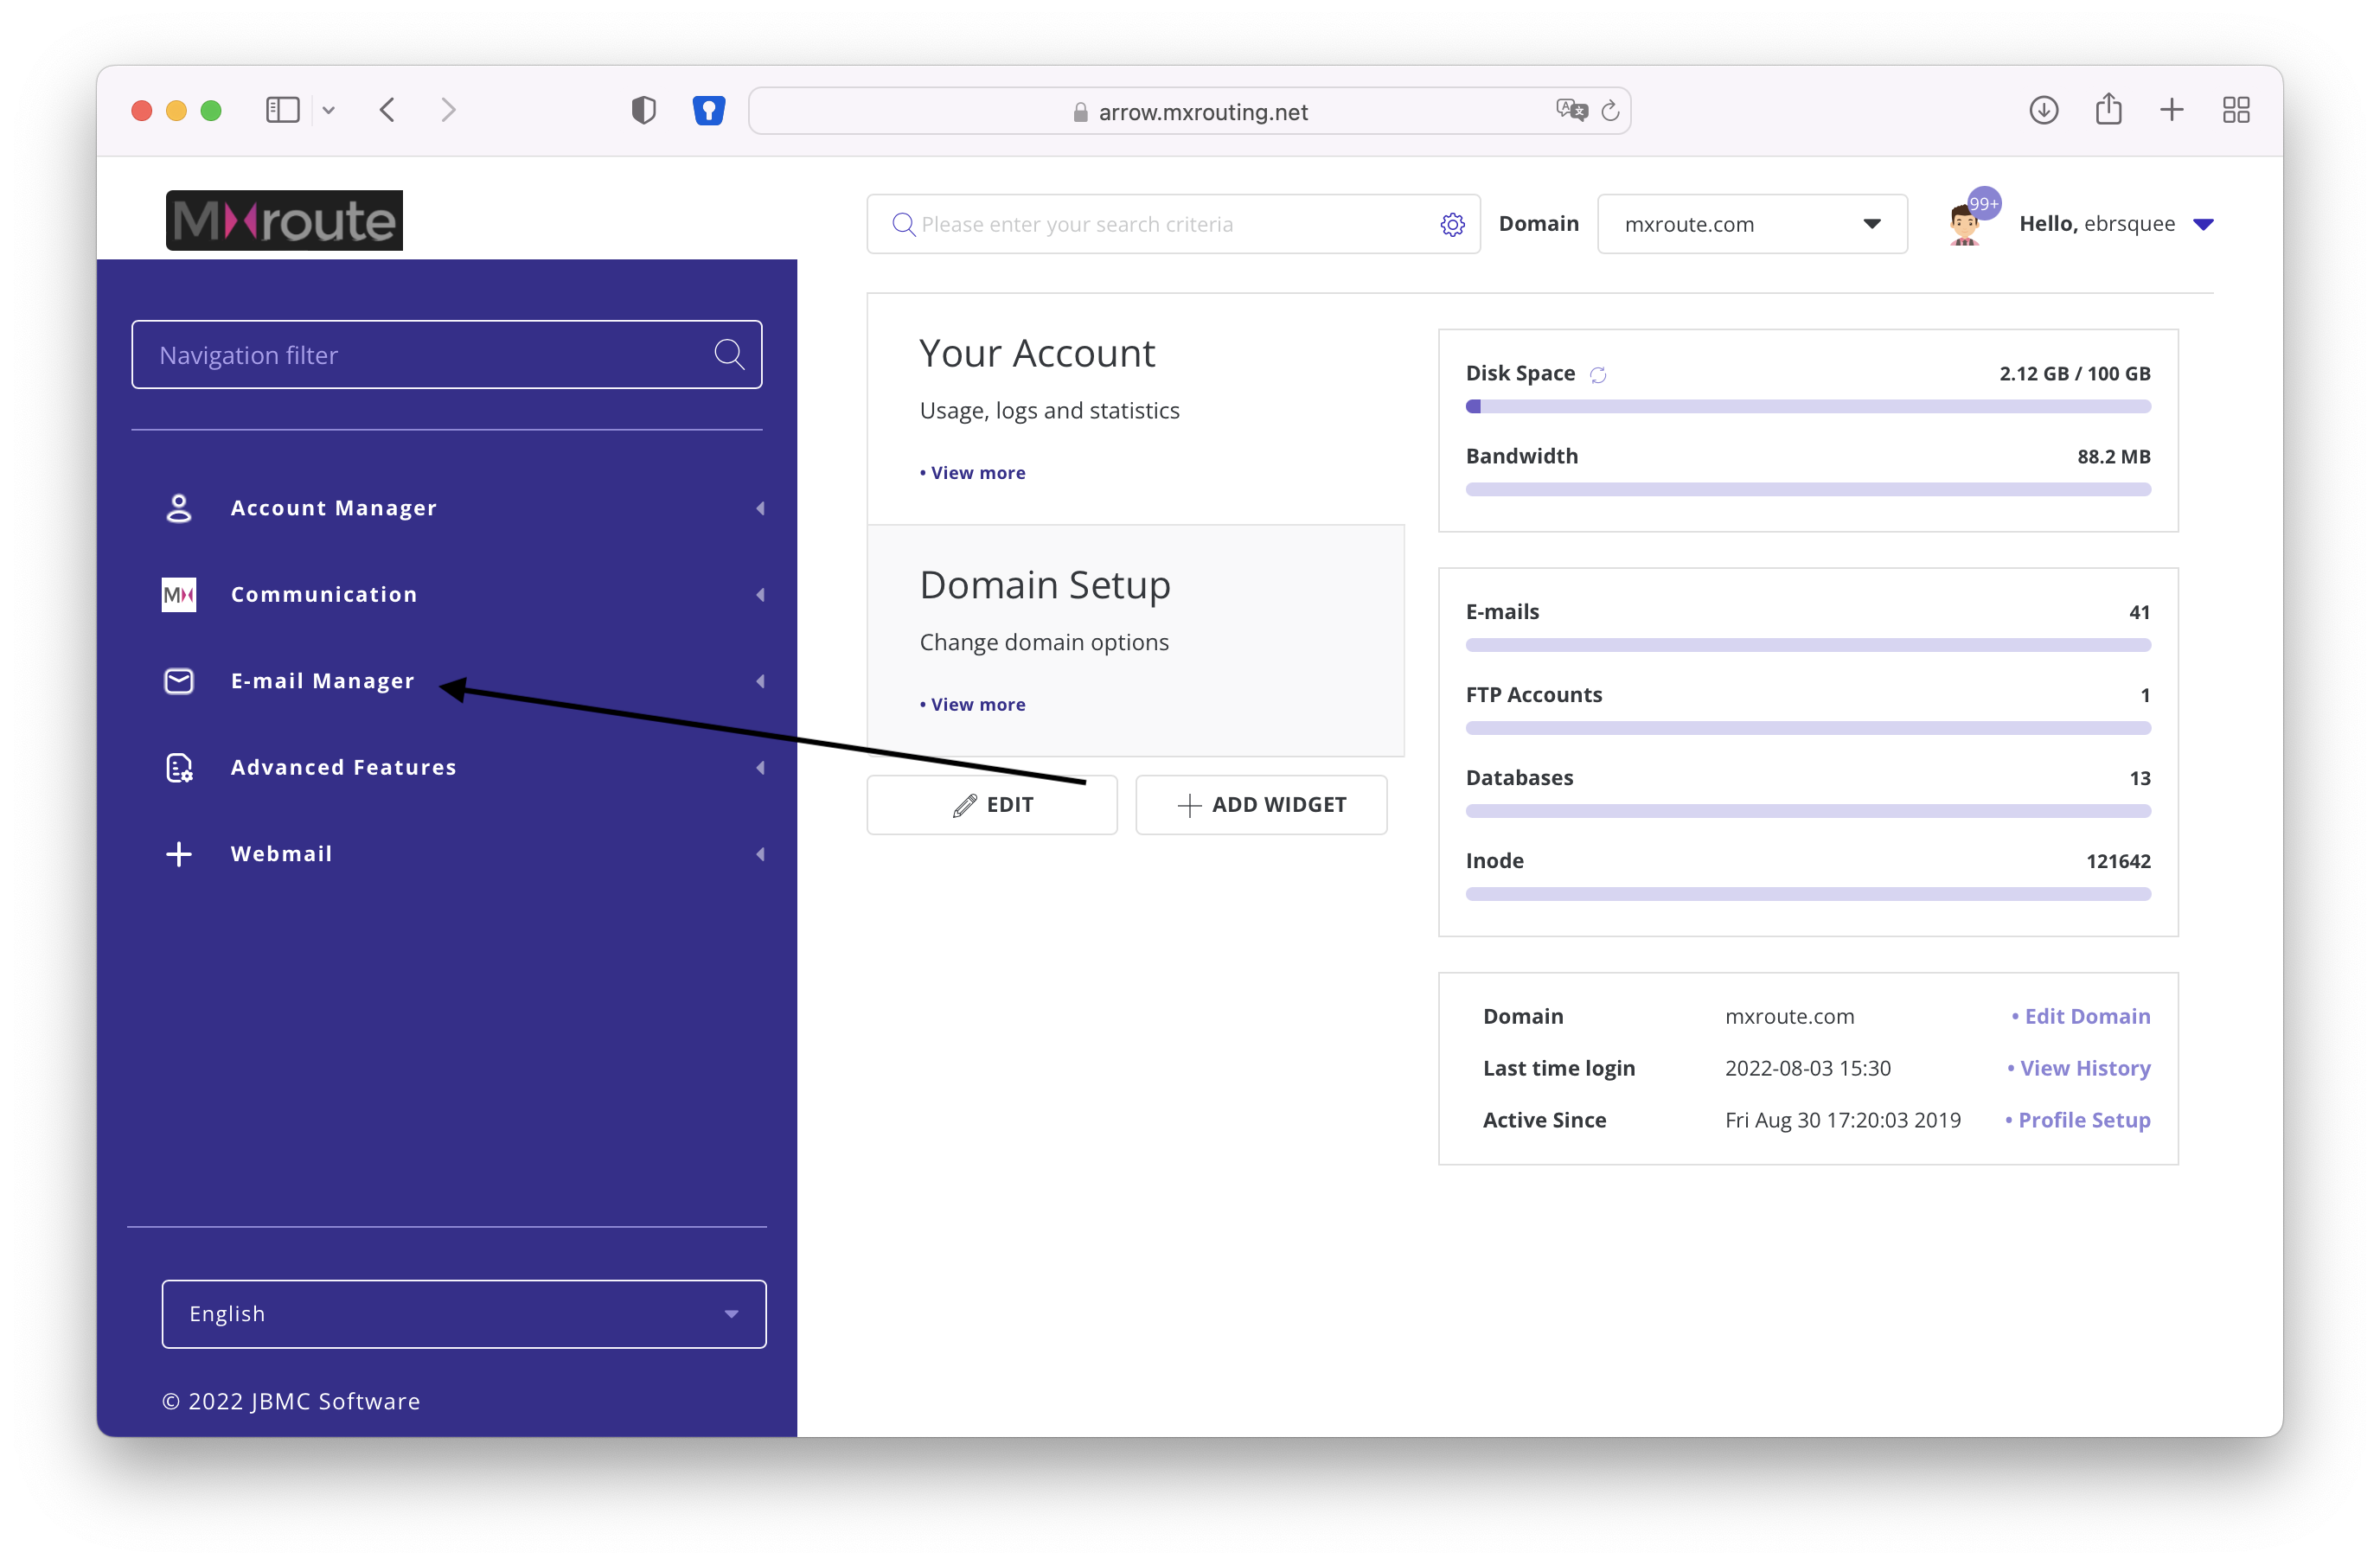 arrow.mxrouting.net
Mxroute
Please enter your search criteria
Domain
mxroute.com
99+
Hello, ebrsquee
Navigation filter
Account Manager
Communication
E-mail Manager
Advanced Features
Webmail
English
© 2022 JBMC Software
Your Account
Usage, logs and statistics
• View more
Domain Setup
Change domain options
• View more
EDIT
ADD WIDGET
Disk Space 2.12 GB / 100 GB
Bandwidth 88.2 MB
E-mails 41
FTP Accounts 1
Databases 13
Inode 121642
Domain mxroute.com • Edit Domain
Last time login 2022-08-03 15:30 • View History
Active Since Fri Aug 30 17:20:03 2019 • Profile Setup